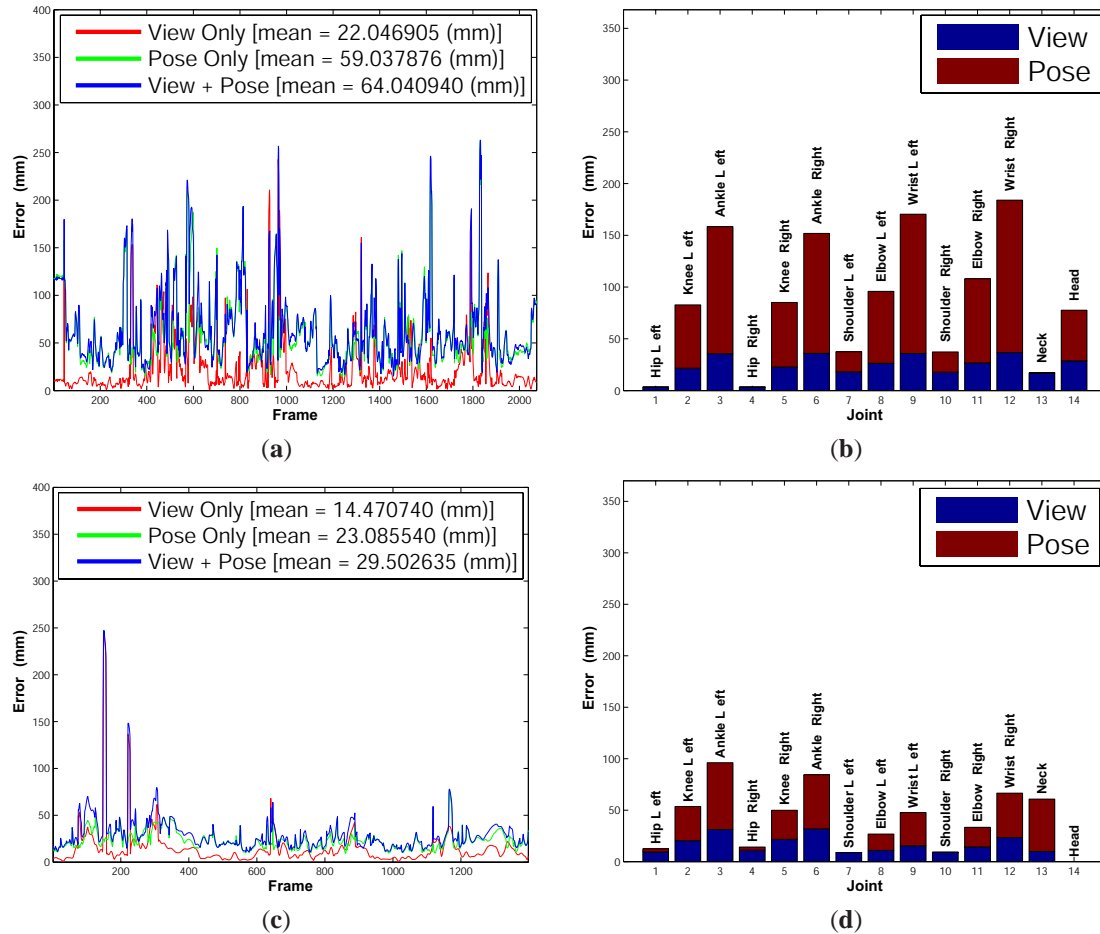 400
350
300
250
200
150
100
50
0
Error (mm)
View Only [mean = 22.046905 (mm)]
Pose Only [mean = 59.037876 (mm)]
View + Pose [mean = 64.040940 (mm)]
200 400 600 800 1000 1200 1400 1600 1800 2000
Frame
(a)
350
300
250
200
150
100
50
0
Error (mm)
View
Pose
Hip L eft
Knee L eft
Ankle L eft
Hip Right
Knee Right
Ankle Right
Shoulder L eft
Elbow L eft
Wrist L eft
Shoulder Right
Elbow Right
Wrist Right
Neck
Head
1 2 3 4 5 6 7 8 9 10 11 12 13 14
Joint
(b)
400
350
300
250
200
150
100
50
0
Error (mm)
View Only [mean = 14.470740 (mm)]
Pose Only [mean = 23.085540 (mm)]
View + Pose [mean = 29.502635 (mm)]
200 400 600 800 1000 1200
Frame
(c)
350
300
250
200
150
100
50
0
Error (mm)
View
Pose
Hip L eft
Knee L eft
Ankle L eft
Hip Right
Knee Right
Ankle Right
Shoulder L eft
Elbow L eft
Wrist L eft
Shoulder Right
Elbow Right
Wrist Right
Neck
Head
1 2 3 4 5 6 7 8 9 10 11 12 13 14
Joint
(d)